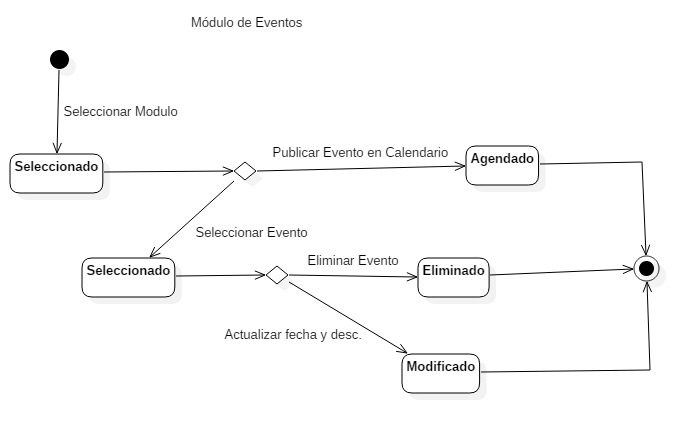 Módulo de Eventos
Seleccionar Modulo
Seleccionado
Publicar Evento en Calendario
Agendado
Seleccionar Evento
Seleccionado
Eliminar Evento
Eliminado
Actualizar fecha y desc.
Modificado